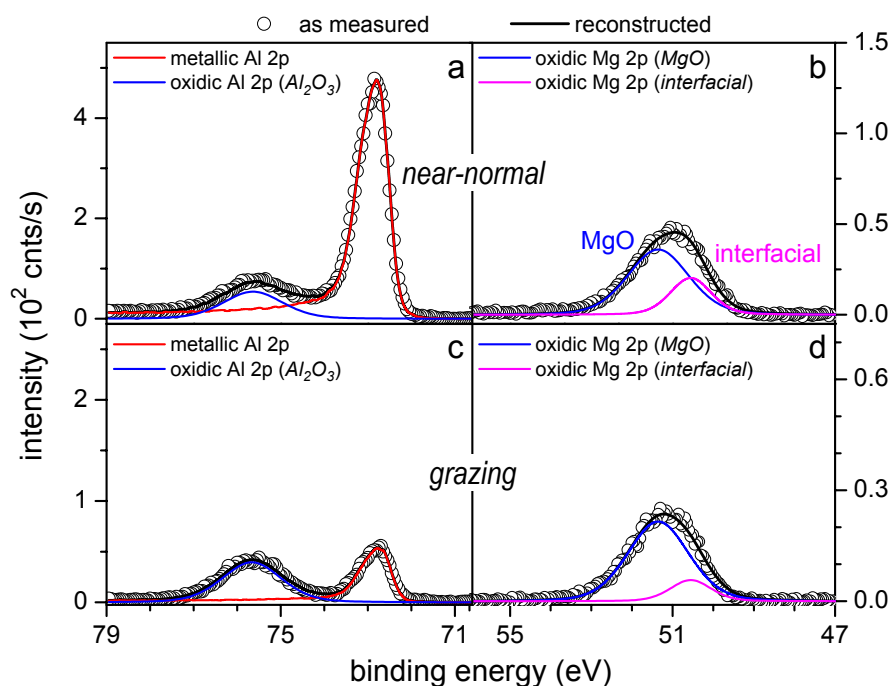 as measured reconstructed
metallic Al 2p
oxidic Al 2p (Al₂O₃)
a
oxidic Mg 2p (MgO)
oxidic Mg 2p (interfacial)
b
1.5
1.2
0.9
0.5
0.0
4
2
0
near-normal
MgO
interfacial
metallic Al 2p
oxidic Al 2p (Al₂O₃)
c
oxidic Mg 2p (MgO)
oxidic Mg 2p (interfacial)
d
0.6
0.3
0.0
2
1
0
grazing
79 75 71 55 51 47
intensity (10² cnts/s)
binding energy (eV)